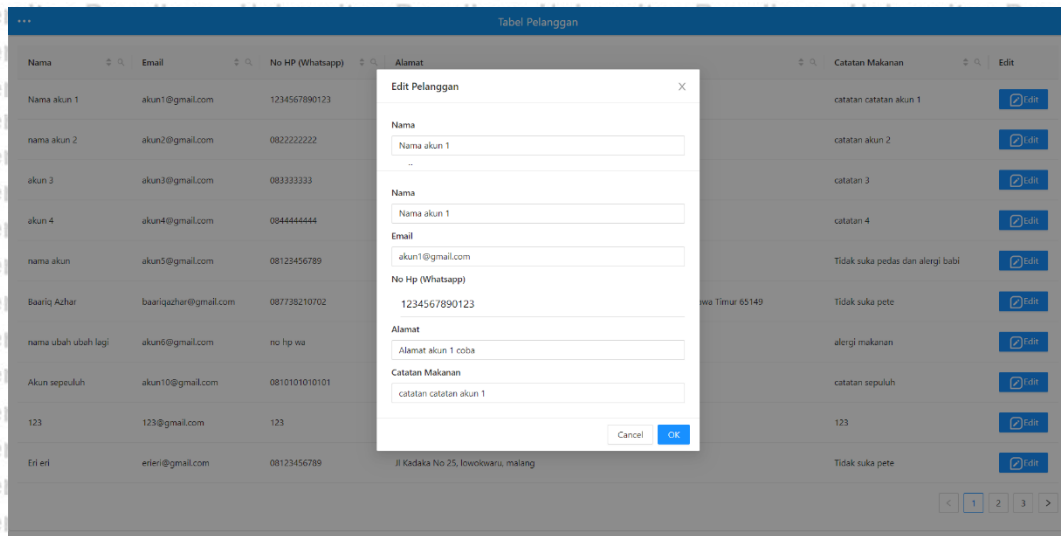 Tabel Pelanggan
Nama Email No HP (Whatsapp) Alamat Catatan Makanan Edit
Nama akun 1 akun1@gmail.com 1234567890123 catatan catatan akun 1 Edit
nama akun 2 akun2@gmail.com 0822222222 catatan akun 2 Edit
akun 3 akun3@gmail.com 083333333 catatan 3 Edit
akun 4 akun4@gmail.com 0844444444 catatan 4 Edit
nama akun akun5@gmail.com 08123456789 Tidak suka pedas dan alergi babi Edit
Baariq Azhar baariqazhar@gmail.com 087738210702 Timur 65149 Tidak suka pete Edit
nama ubah ubah lagi akun6@gmail.com no hp wa alergi makanan Edit
Akun sepeuluh akun10@gmail.com 0810101010101 catatan sepuluh Edit
123 123@gmail.com 123 123 Edit
Eri eri erieri@gmail.com 08123456789 Jl Kadaka No 25, lowokwaru, malang Tidak suka pete Edit
1 2 3
Edit Pelanggan
Nama
Nama akun 1
Nama
Nama akun 1
Email
akun1@gmail.com
No Hp (Whatsapp)
1234567890123
Alamat
Alamat akun 1 coba
Catatan Makanan
catatan catatan akun 1
Cancel OK